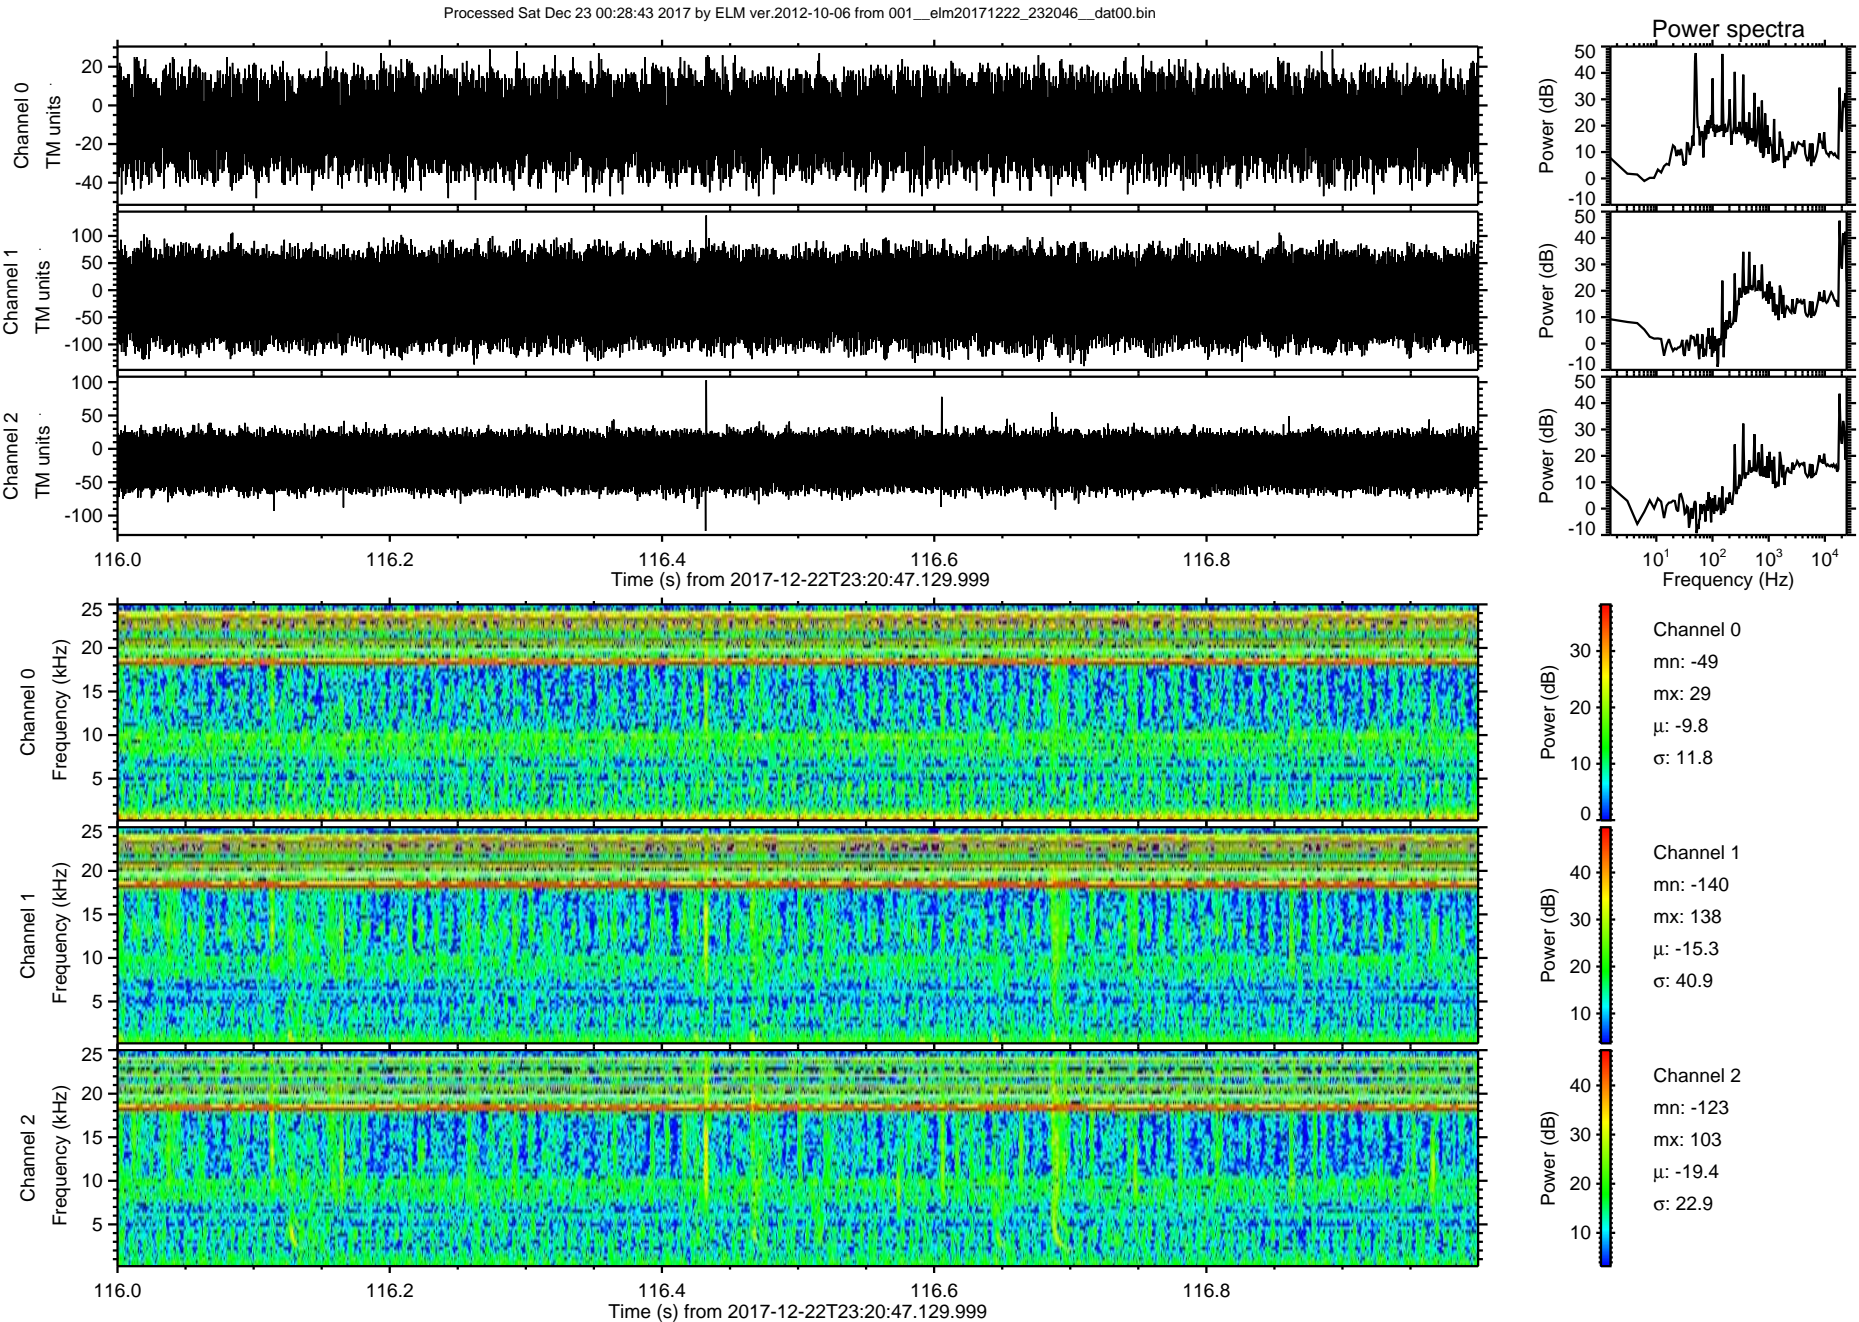 Processed Sat Dec 23 00:28:43 2017 by ELM ver.2012-10-06 from 001__elm20171222_232046__dat00.bin
Power spectra
Channel 0
TM units
20
0
-20
-40
Power (dB)
50
40
30
20
10
0
-10
Channel 1
TM units
100
50
0
-50
-100
Power (dB)
50
40
30
20
10
0
-10
Channel 2
TM units
100
50
0
-50
-100
Power (dB)
50
40
30
20
10
0
-10
116.0 116.2 116.4 116.6 116.8
Time (s) from 2017-12-22T23:20:47.129.999
10^1 10^2 10^3 10^4
Frequency (Hz)
Channel 0
Frequency (kHz)
25
20
15
10
5
Power (dB)
30
20
10
0
Channel 0
mn: -49
mx: 29
μ: -9.8
σ: 11.8
Channel 1
Frequency (kHz)
25
20
15
10
5
Power (dB)
40
30
20
10
Channel 1
mn: -140
mx: 138
μ: -15.3
σ: 40.9
Channel 2
Frequency (kHz)
25
20
15
10
5
Power (dB)
40
30
20
10
Channel 2
mn: -123
mx: 103
μ: -19.4
σ: 22.9
116.0 116.2 116.4 116.6 116.8
Time (s) from 2017-12-22T23:20:47.129.999